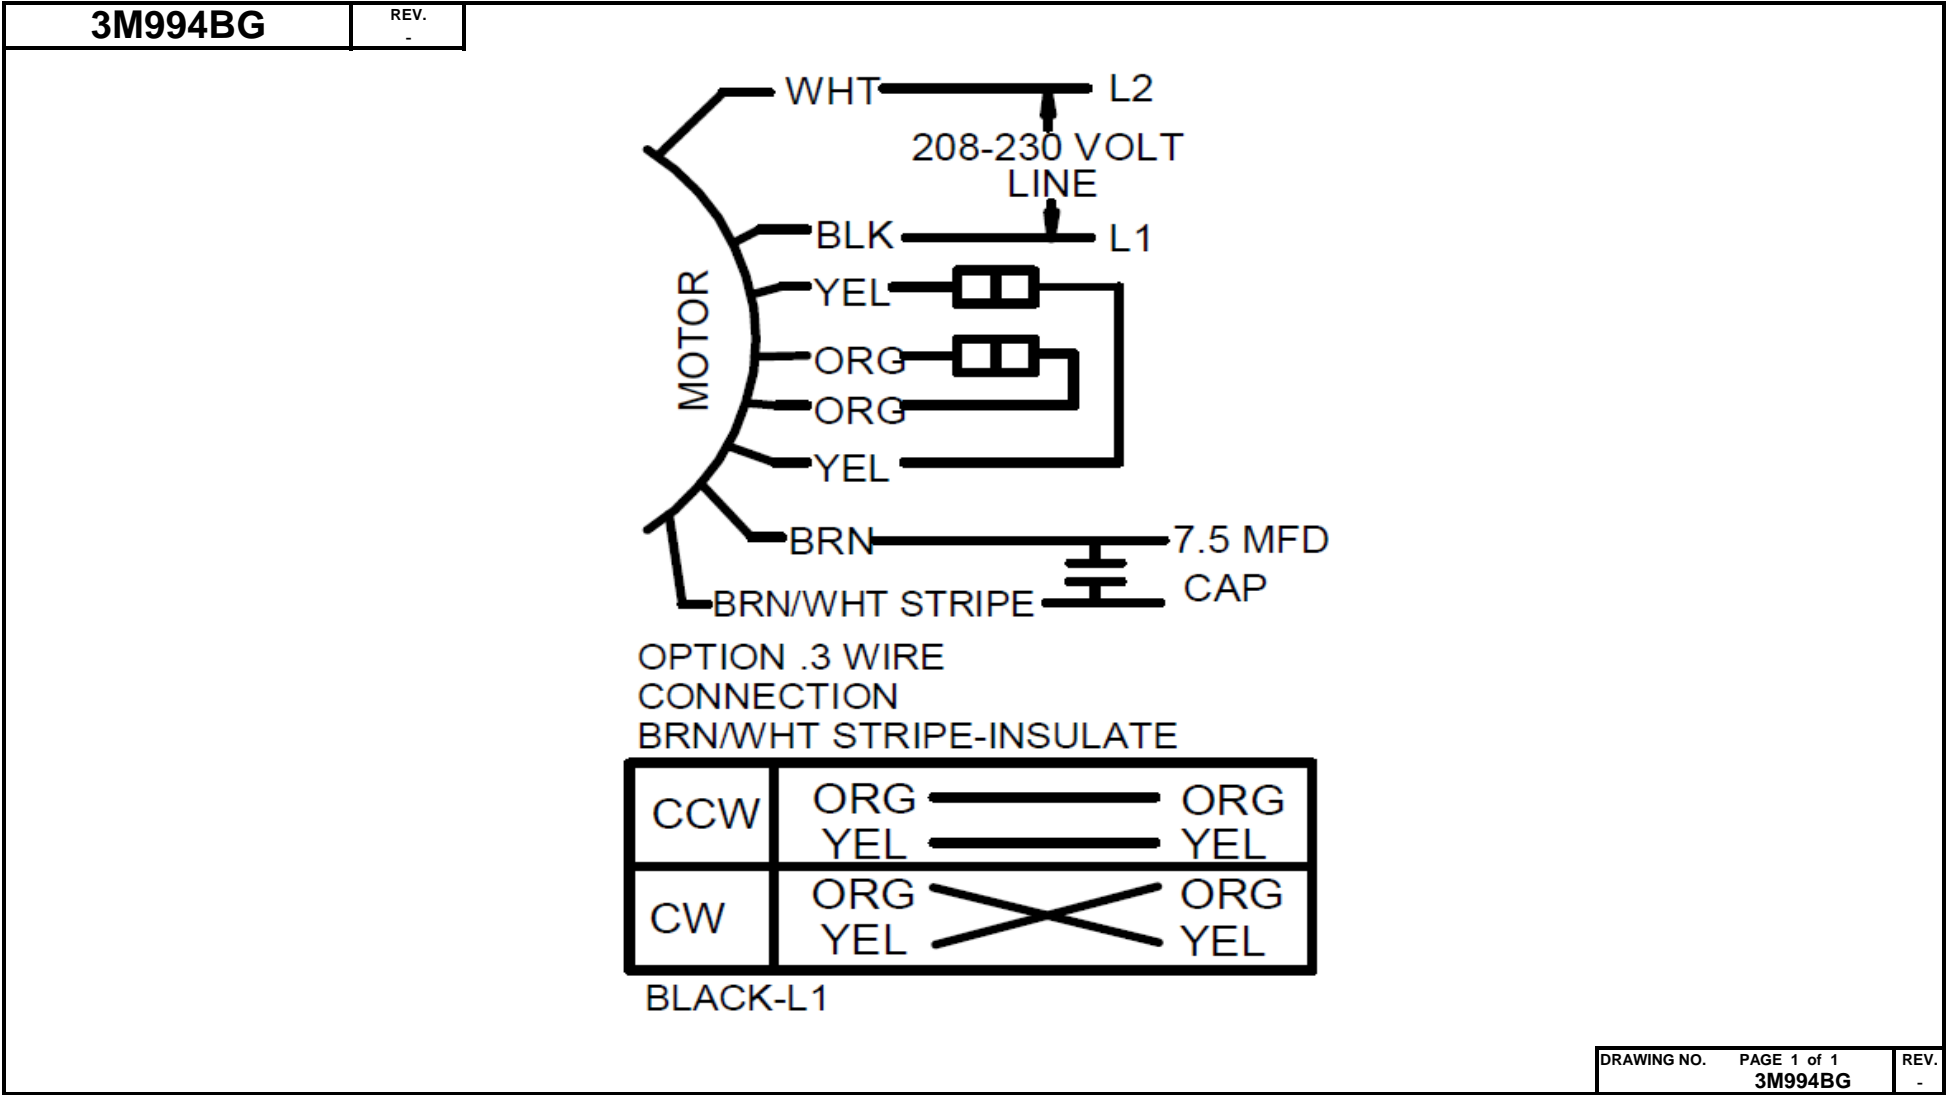 3M994BG
REV.
-
WHT
L2
208-230 VOLT
LINE
BLK
L1
YEL
MOTOR
ORG
ORG
YEL
BRN
7.5 MFD
CAP
BRN/WHT STRIPE
OPTION .3 WIRE
CONNECTION
BRN/WHT STRIPE-INSULATE
CCW
ORG ORG
YEL YEL
CW
ORG ORG
YEL YEL
BLACK-L1
DRAWING NO. PAGE 1 of 1 REV.
3M994BG -